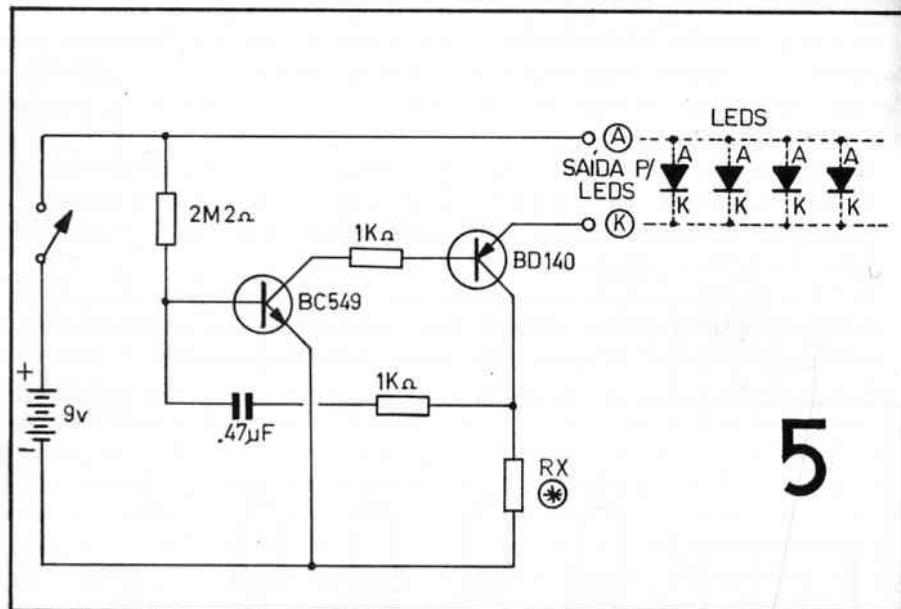 LEDS
A
SAÍDA P/
LEDS
K
A
A
A
A
K
K
K
K
2M2Ω
1KΩ
BD140
BC549
1KΩ
+
9v
-
.47µF
RX
*
5